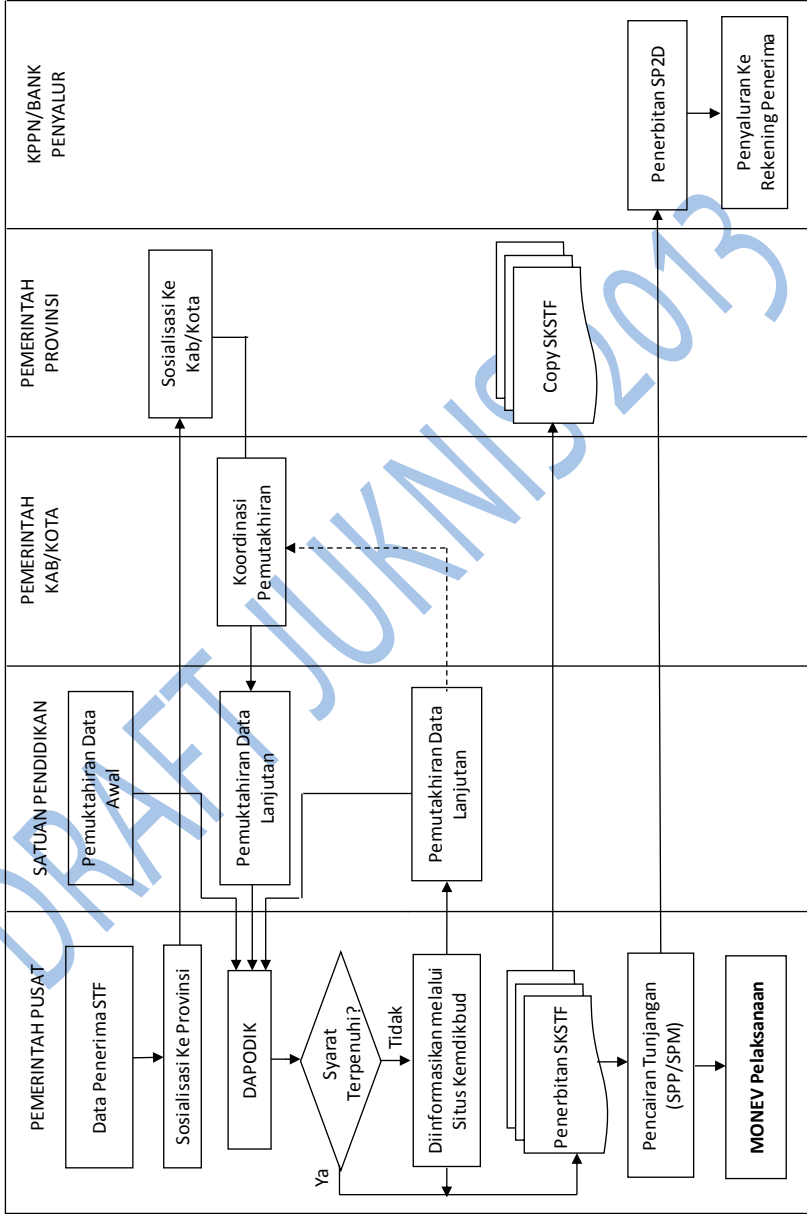 PEMERINTAH PUSAT
SATUAN PENDIDIKAN
PEMERINTAH
KAB/KOTA
PEMERINTAH
PROVINSI
KPPN/BANK
PENYALUR
Data Penerima STF
Pemuktahiran Data
Awal
Sosialisasi Ke Provinsi
Sosialisasi Ke
Kab/Kota
DAPODIK
Pemuktahiran Data
Lanjutan
Koordinasi
Pemutakhiran
Syarat
Terpenuhi?
Ya
Tidak
Diinformasikan melalui
Situs Kemdikbud
Pemutakhiran Data
Lanjutan
Penerbitan SKSTF
Copy SKSTF
Pencairan Tunjangan
(SPP/SPM)
Penerbitan SP2D
MONEV Pelaksanaan
Penyaluran Ke
Rekening Penerima
DRAFT JUKNIS 2013